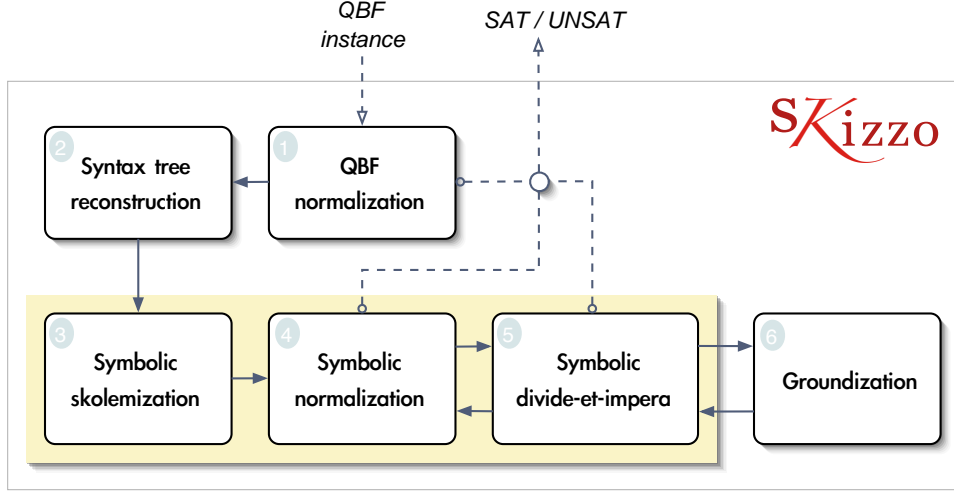 QBF
instance
SAT / UNSAT
sKizzo
2
Syntax tree
reconstruction
1
QBF
normalization
3
Symbolic
skolemization
4
Symbolic
normalization
5
Symbolic
divide-et-impera
6
Groundization